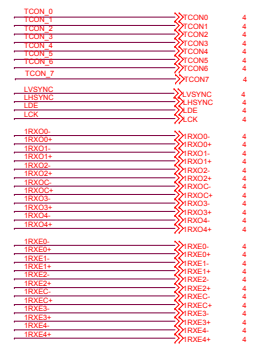 TCON_0 TCON0 4
TCON_1 TCON1 4
TCON_2 TCON2 4
TCON_3 TCON3 4
TCON_4 TCON4 4
TCON_5 TCON5 4
TCON_6 TCON6 4
TCON_7 TCON7 4
LVSYNC LVSYNC 4
LHSYNC LHSYNC 4
LDE LDE 4
LCK LCK 4
1RXO0- 1RXO0- 4
1RXO0+ 1RXO0+ 4
1RXO1- 1RXO1- 4
1RXO1+ 1RXO1+ 4
1RXO2- 1RXO2- 4
1RXO2+ 1RXO2+ 4
1RXOC- 1RXOC- 4
1RXOC+ 1RXOC+ 4
1RXO3- 1RXO3- 4
1RXO3+ 1RXO3+ 4
1RXO4- 1RXO4- 4
1RXO4+ 1RXO4+ 4
1RXE0- 1RXE0- 4
1RXE0+ 1RXE0+ 4
1RXE1- 1RXE1- 4
1RXE1+ 1RXE1+ 4
1RXE2- 1RXE2- 4
1RXE2+ 1RXE2+ 4
1RXEC- 1RXEC- 4
1RXEC+ 1RXEC+ 4
1RXE3- 1RXE3- 4
1RXE3+ 1RXE3+ 4
1RXE4- 1RXE4- 4
1RXE4+ 1RXE4+ 4